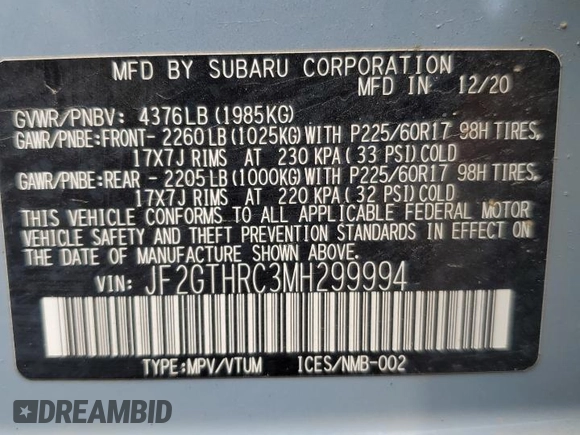 MFD BY SUBARU CORPORATION 12/20
GVWR/PNBV: 4376LB (1985KG)
GAWR/PNBE:FRONT- 2260LB (1025KG) WITH P225/60R17 98H TIRES,
17X7J RIMS AT 230 KPA( 33 PSI) COLD
GAWR/PNBE:REAR - 2205LB (1000KG) WITH P225/60R17 98H TIRES,
17X7J RIMS AT 220 KPA( 32 PSI) COLD
THIS VEHICLE CONFORMS TO ALL APPLICABLE FEDERAL MOTOR
VEHICLE SAFETY AND THEFT PREVENTION STANDARDS IN EFFECT ON
THE DATE OF MANUFACTURE SHOWN ABOVE.
VIN: JF2GTHRC3MH299994
TYPE:MPV/VTUM ICES/NMB-002
DREAMBID